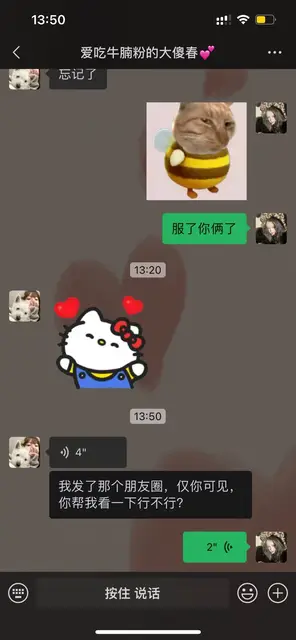 13:50
爱吃牛腩粉的大傻春💕
忘记了
服了你俩了
13:20
13:50
4"
我发了那个朋友圈，仅你可见，
你帮我看一下行不行？
2"
按住 说话